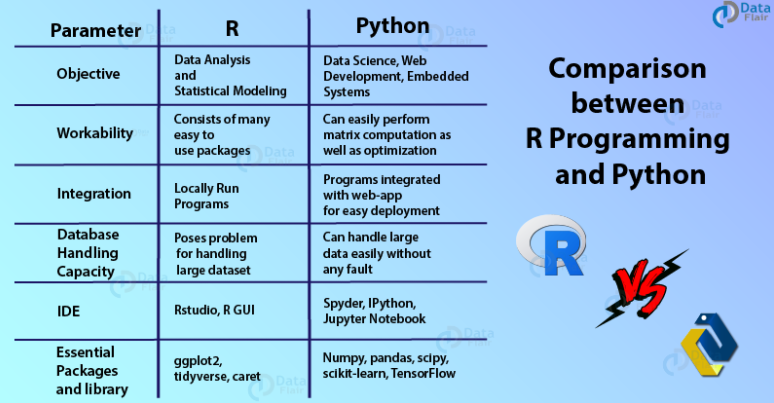 Data
Flair
Parameter
R
Python
Objective
Data Analysis
and
Statistical Modeling
Data Science, Web
Development, Embedded
Systems
Workability
Consists of many
easy to
use packages
Can easily perform
matrix computation as
well as optimization
Integration
Locally Run
Programs
Programs integrated
with web-app
for easy deployment
Database
Handling
Capacity
Poses problem
for handling
large dataset
Can handle large
data easily without
any fault
IDE
Rstudio, R GUI
Spyder, IPython,
Jupyter Notebook
Essential
Packages
and library
ggplot2,
tidyverse, caret
Numpy, pandas, scipy,
scikit-learn, TensorFlow
Comparison
between
R Programming
and Python
R
VS